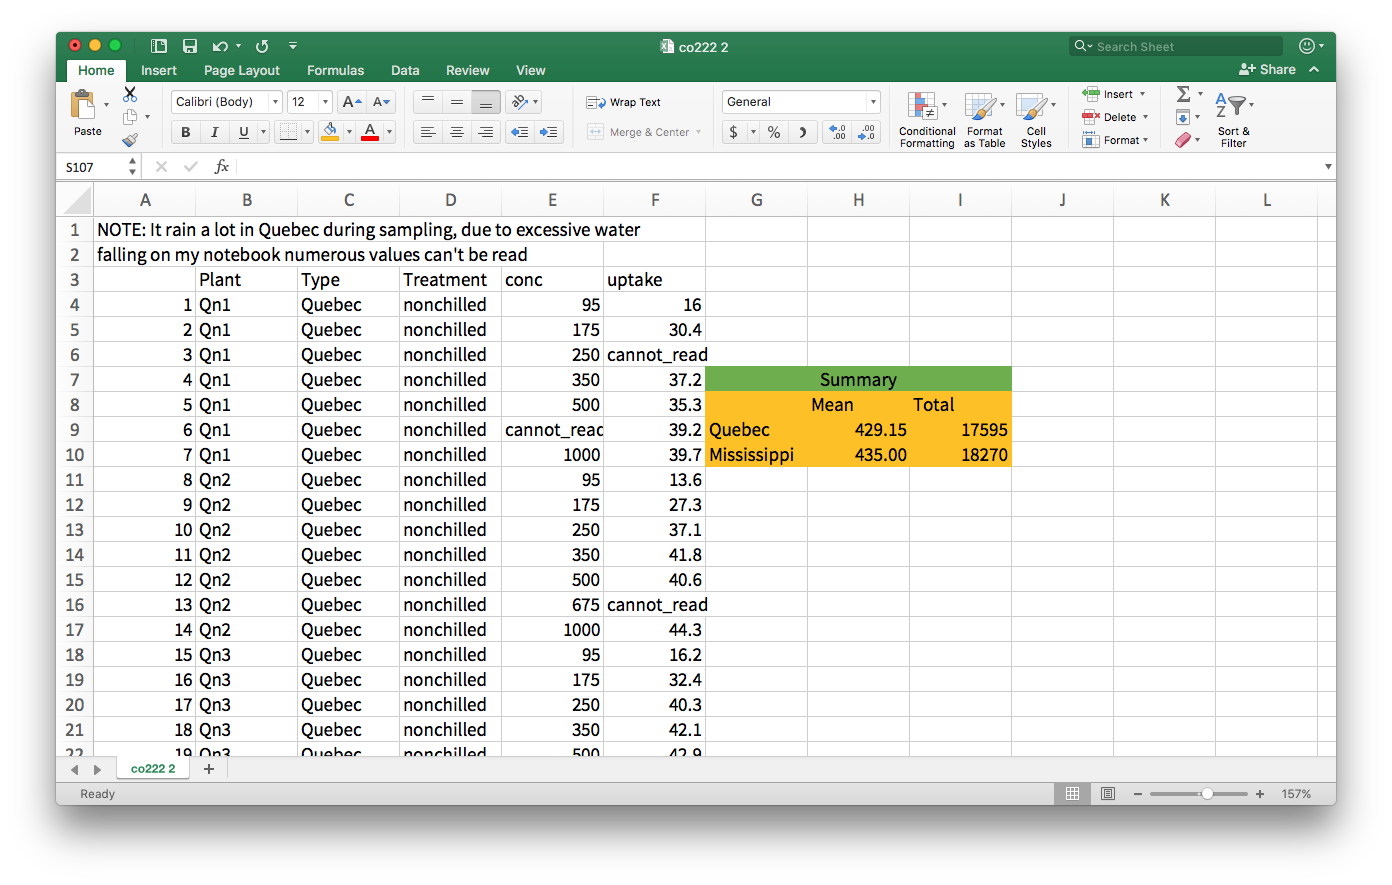 co222 2
Search Sheet
Home Insert Page Layout Formulas Data Review View Share
Paste
Calibri (Body) 12 A A
B I U A
Wrap Text
Merge & Center
General
$ % .0 .00 .00 .0
Conditional Formatting
Format as Table
Cell Styles
Insert
Delete
Format
Sort & Filter
S107 fx
A B C D E F G H I J K L
1 NOTE: It rain a lot in Quebec during sampling, due to excessive water
2 falling on my notebook numerous values can't be read
3 Plant Type Treatment conc uptake
4 1 Qn1 Quebec nonchilled 95 16
5 2 Qn1 Quebec nonchilled 175 30.4
6 3 Qn1 Quebec nonchilled 250 cannot_read
7 4 Qn1 Quebec nonchilled 350 37.2 Summary
8 5 Qn1 Quebec nonchilled 500 35.3 Mean Total
9 6 Qn1 Quebec nonchilled cannot_read 39.2 Quebec 429.15 17595
10 7 Qn1 Quebec nonchilled 1000 39.7 Mississippi 435.00 18270
11 8 Qn2 Quebec nonchilled 95 13.6
12 9 Qn2 Quebec nonchilled 175 27.3
13 10 Qn2 Quebec nonchilled 250 37.1
14 11 Qn2 Quebec nonchilled 350 41.8
15 12 Qn2 Quebec nonchilled 500 40.6
16 13 Qn2 Quebec nonchilled 675 cannot_read
17 14 Qn2 Quebec nonchilled 1000 44.3
18 15 Qn3 Quebec nonchilled 95 16.2
19 16 Qn3 Quebec nonchilled 175 32.4
20 17 Qn3 Quebec nonchilled 250 40.3
21 18 Qn3 Quebec nonchilled 350 42.1
22 19 Qn3 Quebec nonchilled 500 42.9
co222 2 +
Ready 157%